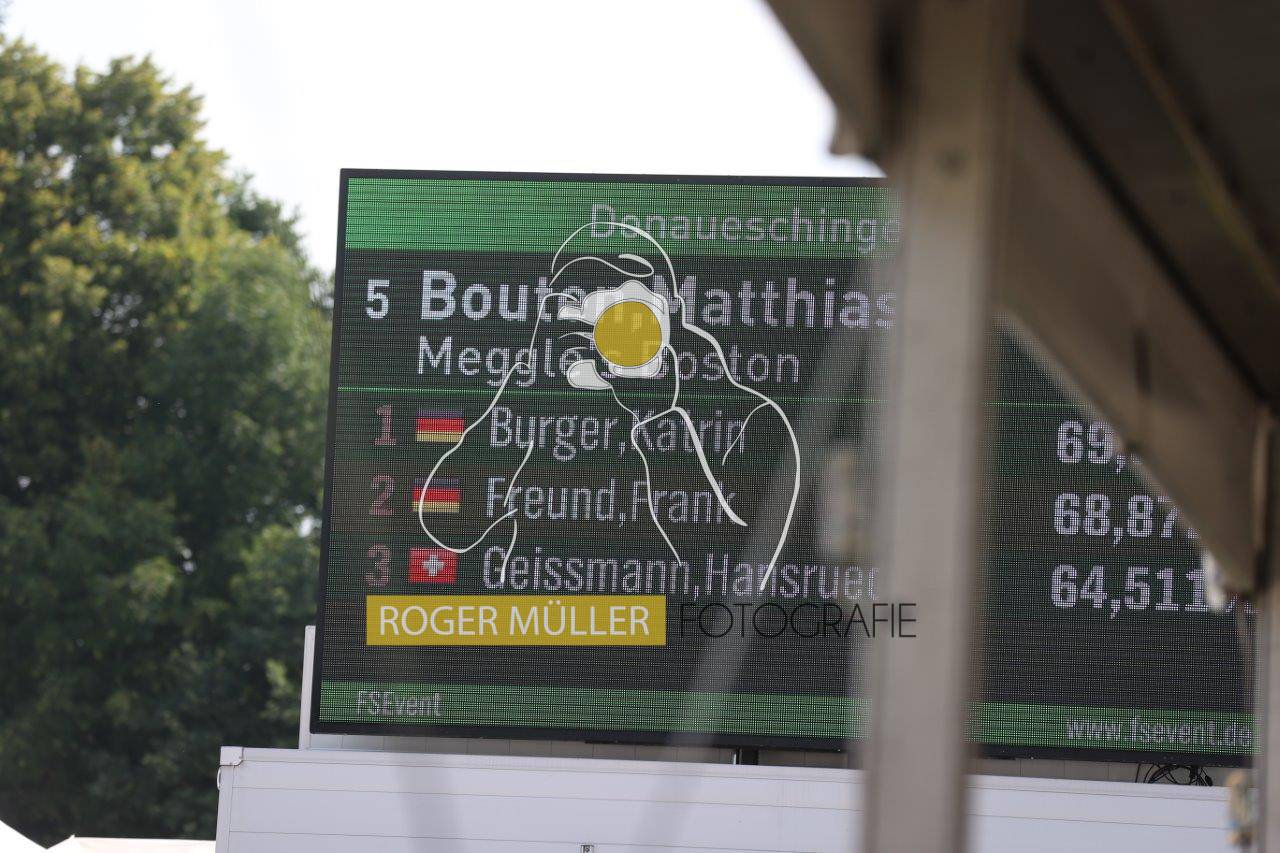 Donaueschinge
5 Bouten,Matthias
Meggle's Boston
1 Burger,Katrin 69,
2 Freund,Frank 68,87
3 Geissmann,Hansrued 64,511
ROGER MÜLLER FOTOGRAFIE
FSEvent
www.fsevent.de